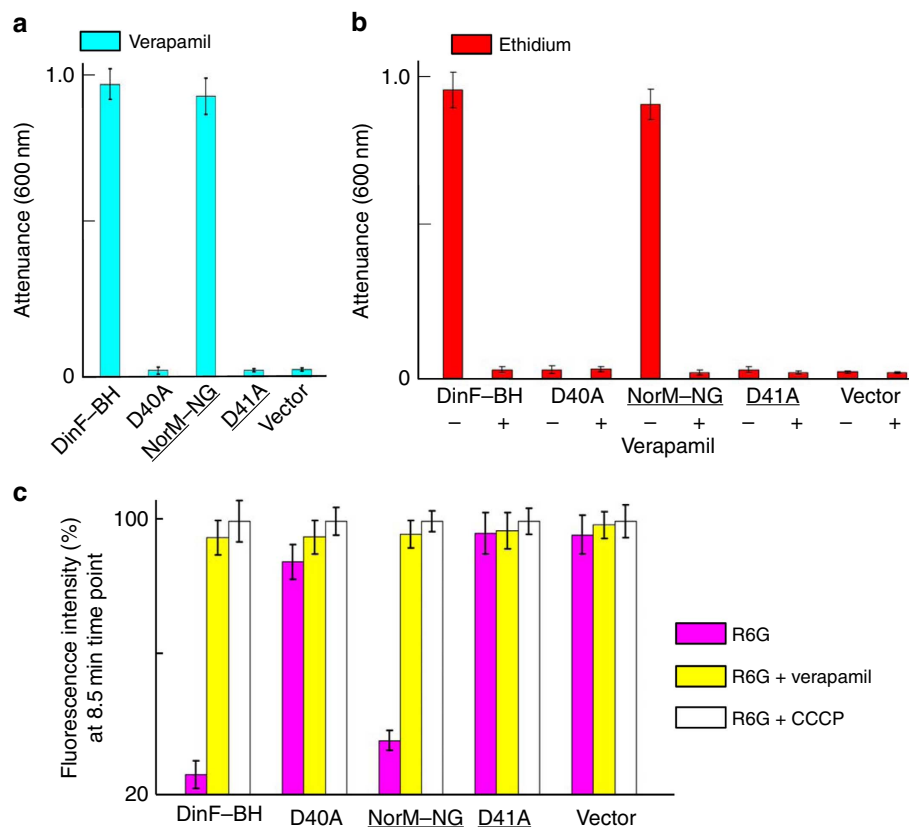 a
Verapamil
1.0
0
Attenuance (600 nm)
DinF–BH
D40A
NorM–NG
D41A
Vector
b
Ethidium
1.0
0
Attenuance (600 nm)
DinF–BH D40A NorM–NG D41A Vector
– + – + – + – + – +
Verapamil
c
100
20
Fluorescencce intensity (%)
at 8.5 min time point
R6G
R6G + verapamil
R6G + CCCP
DinF–BH D40A NorM–NG D41A Vector